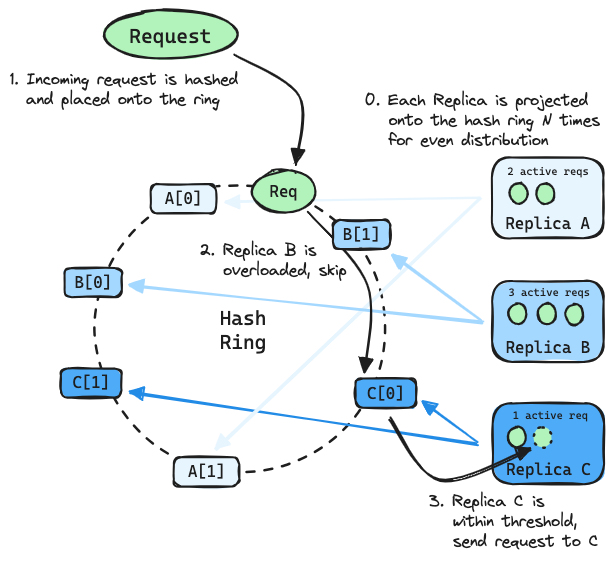 Request
1. Incoming request is hashed
and placed onto the ring
0. Each Replica is projected
onto the hash ring N times
for even distribution
2 active reqs
Replica A
Req
A[0]
B[1]
2. Replica B is
overloaded, skip
B[0]
3 active reqs
Replica B
Hash
Ring
C[1]
C[0]
1 active req
Replica C
A[1]
3. Replica C is
within threshold,
send request to C